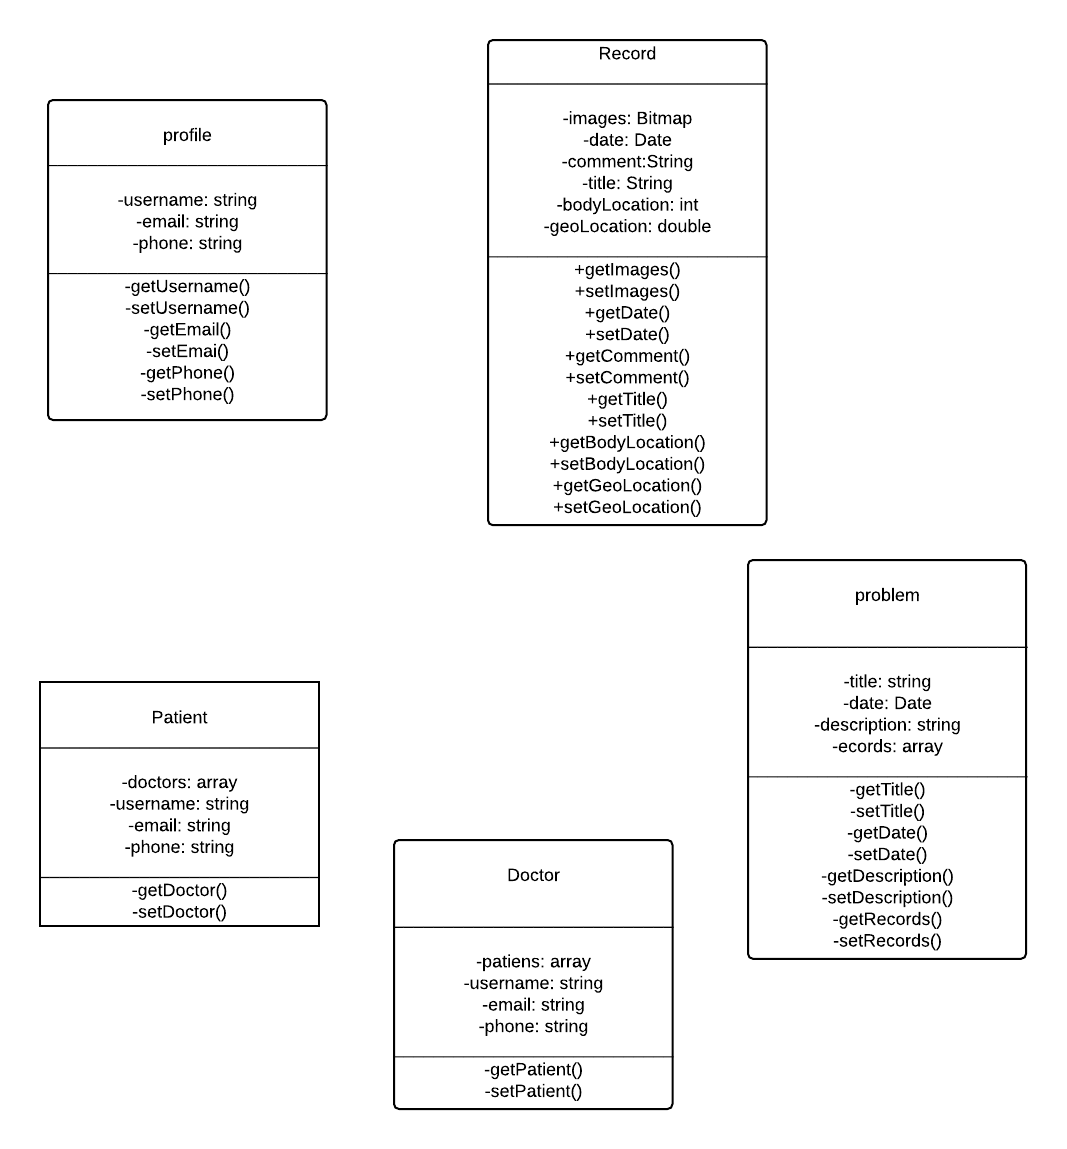 profile
-username: string
-email: string
-phone: string
-getUsername()
-setUsername()
-getEmail()
-setEmai()
-getPhone()
-setPhone()
Record
-images: Bitmap
-date: Date
-comment:String
-title: String
-bodyLocation: int
-geoLocation: double
+getImages()
+setImages()
+getDate()
+setDate()
+getComment()
+setComment()
+getTitle()
+setTitle()
+getBodyLocation()
+setBodyLocation()
+getGeoLocation()
+setGeoLocation()
Patient
-doctors: array
-username: string
-email: string
-phone: string
-getDoctor()
-setDoctor()
Doctor
-patiens: array
-username: string
-email: string
-phone: string
-getPatient()
-setPatient()
problem
-title: string
-date: Date
-description: string
-ecords: array
-getTitle()
-setTitle()
-getDate()
-setDate()
-getDescription()
-setDescription()
-getRecords()
-setRecords()